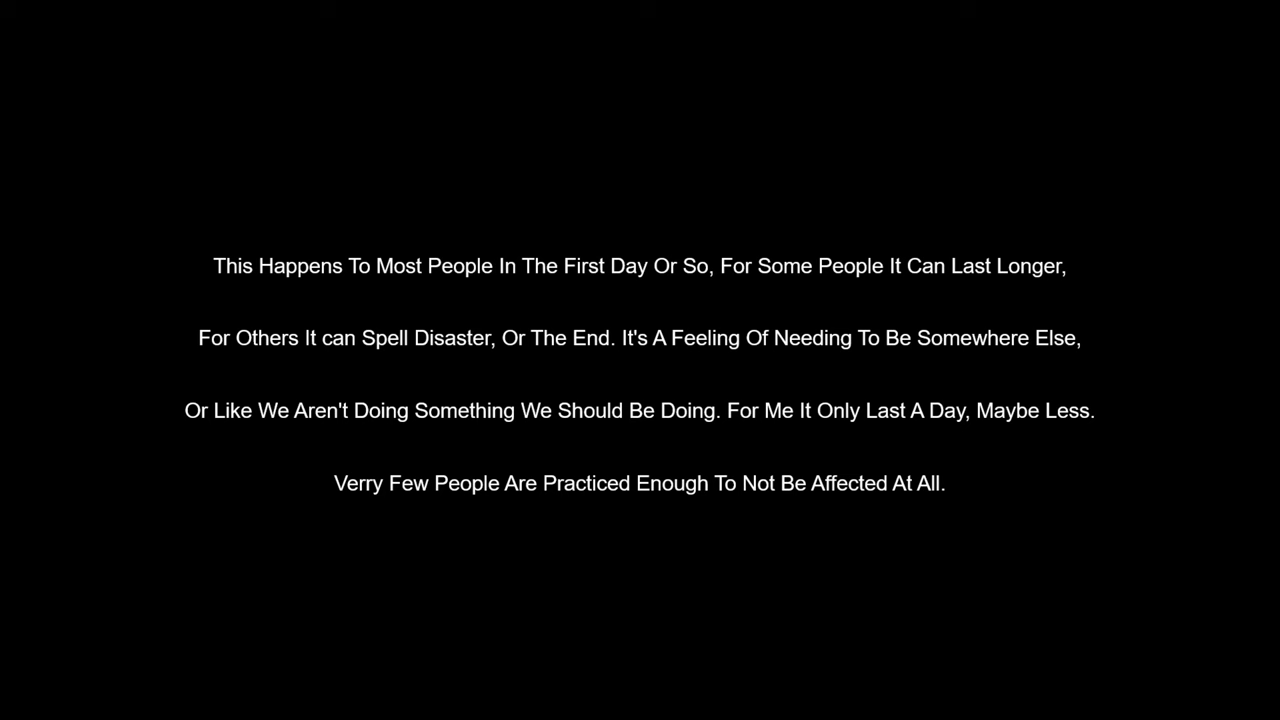 This Happens To Most People In The First Day Or So, For Some People It Can Last Longer,
For Others It can Spell Disaster, Or The End. It's A Feeling Of Needing To Be Somewhere Else,
Or Like We Aren't Doing Something We Should Be Doing. For Me It Only Last A Day, Maybe Less.
Verry Few People Are Practiced Enough To Not Be Affected At All.